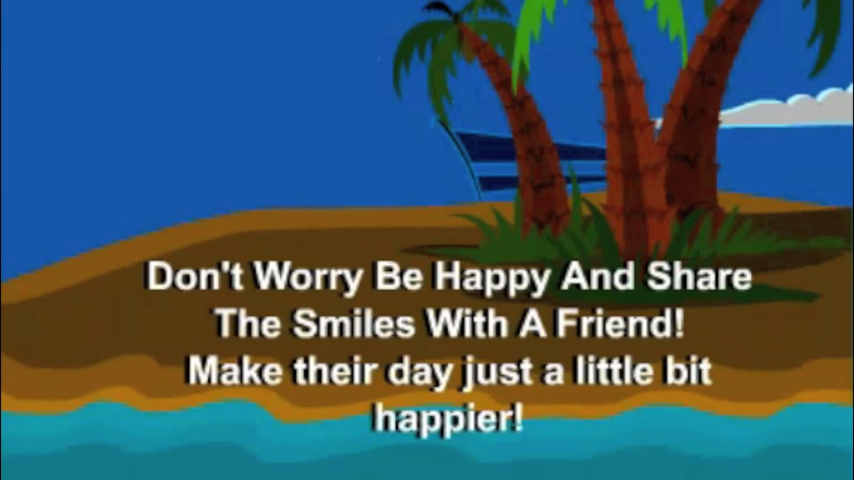 Don't Worry Be Happy And Share
The Smiles With A Friend!
Make their day just a little bit
happier!